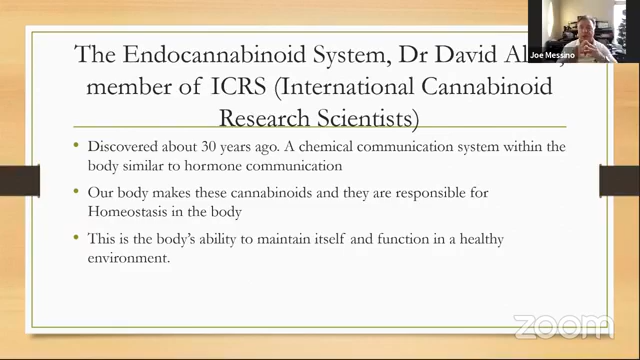 The Endocannabinoid System, Dr David
member of ICRS (International Cannabinoid
Research Scientists)
• Discovered about 30 years ago. A chemical communication system within the
body similar to hormone communication
• Our body makes these cannabinoids and they are responsible for
Homeostasis in the body
• This is the body's ability to maintain itself and function in a healthy
environment.
Joe Messino
zoom